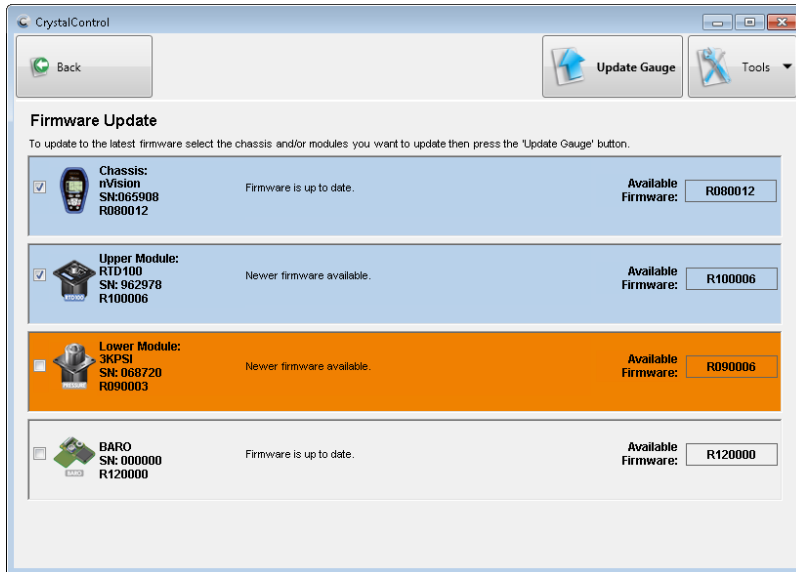 CrystalControl
Back
Update Gauge
Tools
Firmware Update
To update to the latest firmware select the chassis and/or modules you want to update then press the 'Update Gauge' button.
Chassis:
nVision
SN:065908
R080012
Firmware is up to date.
Available
Firmware:
R080012
Upper Module:
RTD100
SN: 962978
R100006
RTD100
Newer firmware available.
Available
Firmware:
R100006
Lower Module:
3KPSI
SN: 068720
R090003
PRESSURE
Newer firmware available.
Available
Firmware:
R090006
BARO
SN: 000000
R120000
BARO
Firmware is up to date.
Available
Firmware:
R120000